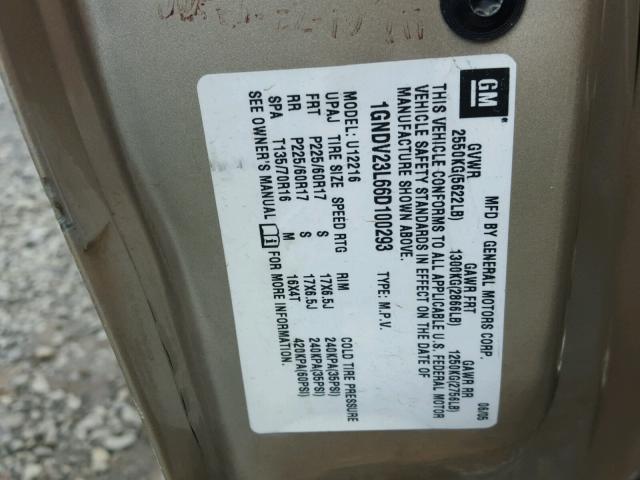 GM
MFD BY GENERAL MOTORS CORP. 06/05
GVWR GAWR FRT GAWR RR
2550KG(5622LB) 1300KG(2866LB) 1250KG(2756LB)
THIS VEHICLE CONFORMS TO ALL APPLICABLE U.S. FEDERAL MOTOR
VEHICLE SAFETY STANDARDS IN EFFECT ON THE DATE OF
MANUFACTURE SHOWN ABOVE.
1GNDV23L66D100293 TYPE: M.P.V.
MODEL: U12216
UPAJ TIRE SIZE SPEED RTG RIM COLD TIRE PRESSURE
FRT P225/60R17 S 17X6.5J 240KPA(35PSI)
RR P225/60R17 S 17X6.5J 240KPA(35PSI)
SPA T135/70R16 M 16X4T 420KPA(60PSI)
SEE OWNER'S MANUAL FOR MORE INFORMATION.